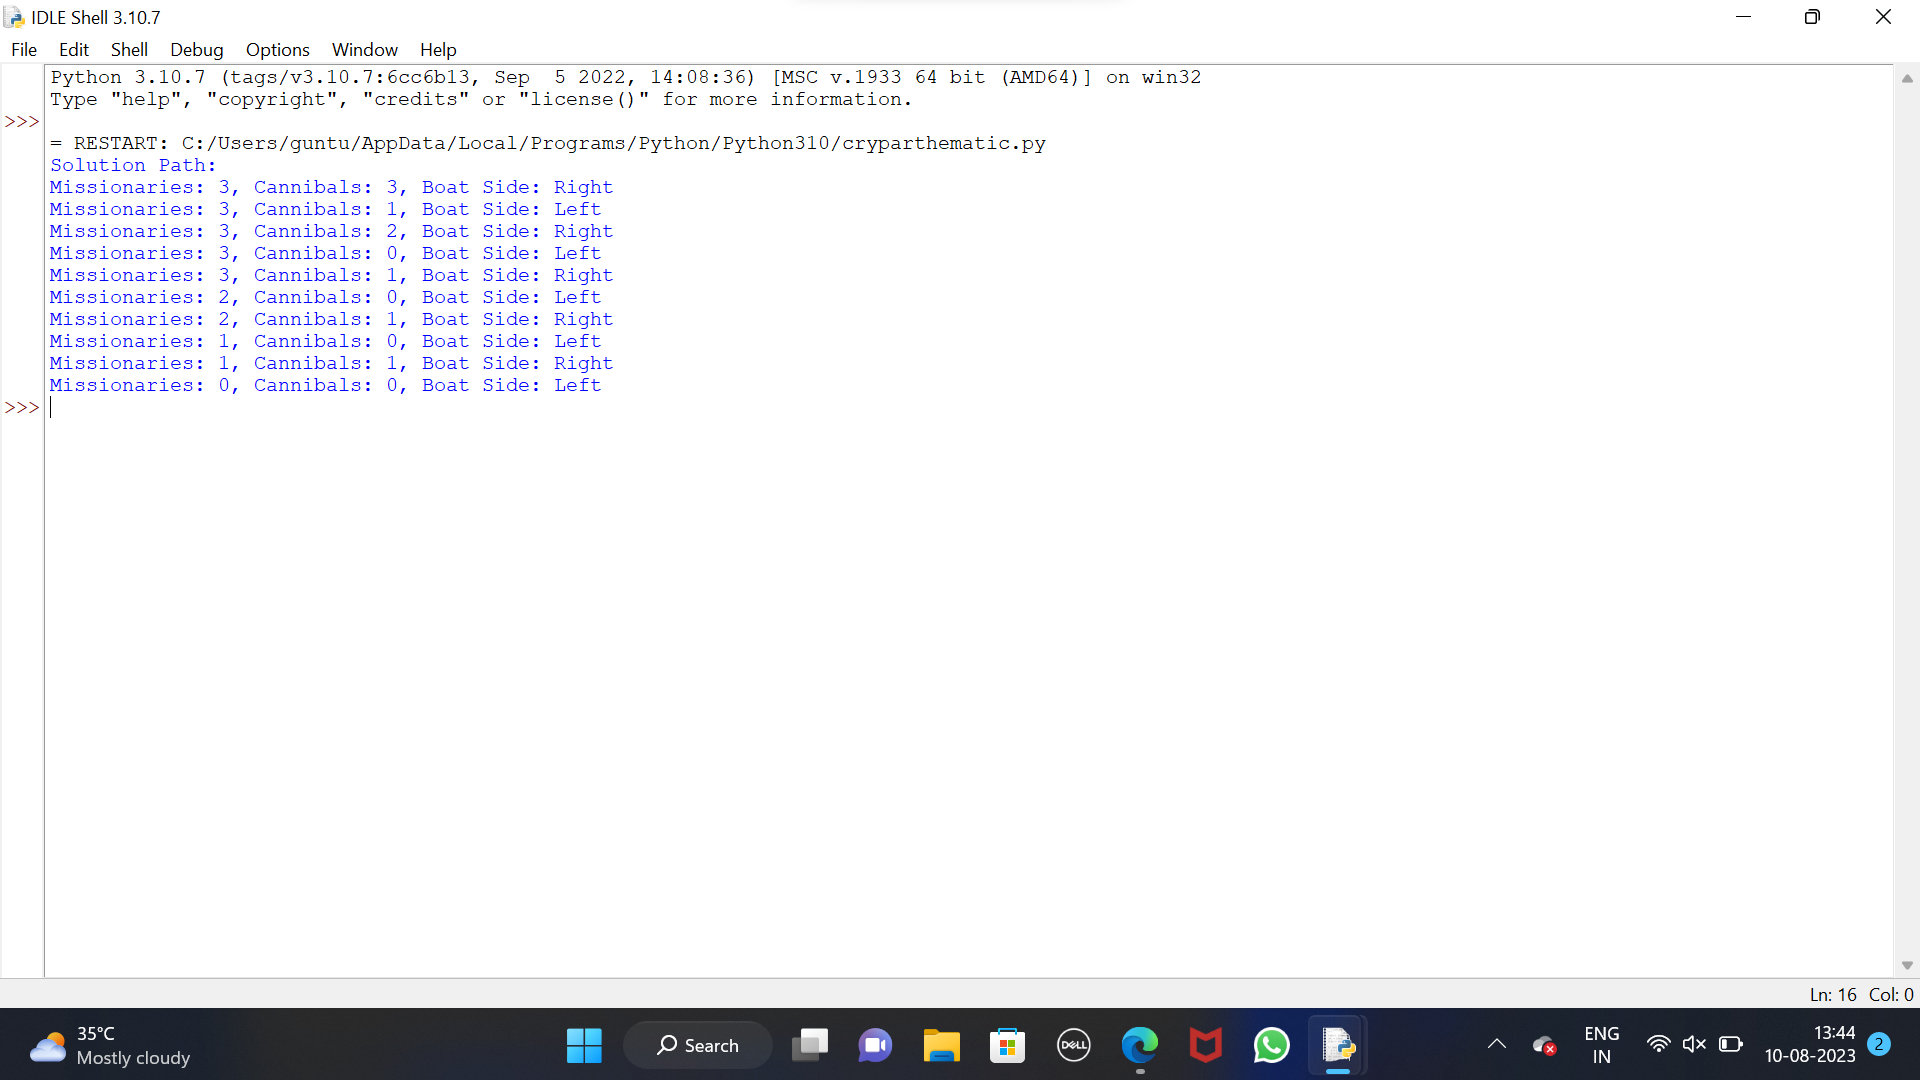 IDLE Shell 3.10.7
File Edit Shell Debug Options Window Help
Python 3.10.7 (tags/v3.10.7:6cc6b13, Sep  5 2022, 14:08:36) [MSC v.1933 64 bit (AMD64)] on win32
Type "help", "copyright", "credits" or "license()" for more information.
>>>
= RESTART: C:/Users/guntu/AppData/Local/Programs/Python/Python310/cryparthematic.py
Solution Path:
Missionaries: 3, Cannibals: 3, Boat Side: Right
Missionaries: 3, Cannibals: 1, Boat Side: Left
Missionaries: 3, Cannibals: 2, Boat Side: Right
Missionaries: 3, Cannibals: 0, Boat Side: Left
Missionaries: 3, Cannibals: 1, Boat Side: Right
Missionaries: 2, Cannibals: 0, Boat Side: Left
Missionaries: 2, Cannibals: 1, Boat Side: Right
Missionaries: 1, Cannibals: 0, Boat Side: Left
Missionaries: 1, Cannibals: 1, Boat Side: Right
Missionaries: 0, Cannibals: 0, Boat Side: Left
>>>
Ln: 16 Col: 0
35°C
Mostly cloudy
Search
DELL
ENG
IN
13:44
10-08-2023
2